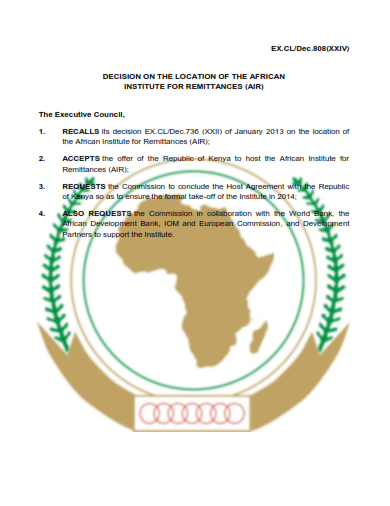 EX.CL/Dec.808(XXIV)
DECISION ON THE LOCATION OF THE AFRICAN
INSTITUTE FOR REMITTANCES (AIR)
The Executive Council,
1. RECALLS its decision EX.CL/Dec.736 (XXII) of January 2013 on the location of
the African Institute for Remittances (AIR);
2. ACCEPTS the offer of the Republic of Kenya to host the African Institute for
Remittances (AIR);
3. REQUESTS the Commission to conclude the Host Agreement with the Republic
of Kenya so as to ensure the formal take-off of the Institute in 2014;
4. ALSO REQUESTS the Commission in collaboration with the World Bank, the
African Development Bank, IOM and European Commission, and Development
Partners to support the Institute.